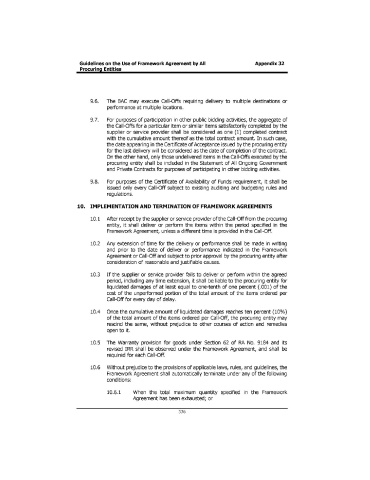 Guidelines on the Use of Framework Agreement by All Appendix 32
Procuring Entities
9.6. The BAC may execute Call-Offs requiring delivery to multiple destinations or
performance at multiple locations.
9.7. For purposes of participation in other public bidding activities, the aggregate of
the Call-Offs for a particular item or similar items satisfactorily completed by the
supplier or service provider shall be considered as one (1) completed contract
with the cumulative amount thereof as the total contract amount. In such case,
the date appearing in the Certificate of Acceptance issued by the procuring entity
for the last delivery will be considered as the date of completion of the contract.
On the other hand, only those undelivered items in the Call-Offs executed by the
procuring entity shall be included in the Statement of All Ongoing Government
and Private Contracts for purposes of participating in other bidding activities.
9.8. For purposes of the Certificate of Availability of Funds requirement, it shall be
issued only every Call-Off subject to existing auditing and budgeting rules and
regulations.
10. IMPLEMENTATION AND TERMINATION OF FRAMEWORK AGREEMENTS
10.1 After receipt by the supplier or service provider of the Call-Off from the procuring
entity, it shall deliver or perform the items within the period specified in the
Framework Agreement, unless a different time is provided in the Call-Off.
10.2 Any extension of time for the delivery or performance shall be made in writing
and prior to the date of deliver or performance indicated in the Framework
Agreement or Call-Off and subject to prior approval by the procuring entity after
consideration of reasonable and justifiable causes.
10.3 If the supplier or service provider fails to deliver or perform within the agreed
period, including any time extension, it shall be liable to the procuring entity for
liquidated damages of at least equal to one-tenth of one percent (.001) of the
cost of the unperformed portion of the total amount of the items ordered per
Call-Off for every day of delay.
10.4 Once the cumulative amount of liquidated damages reaches ten percent (10%)
of the total amount of the items ordered per Call-Off, the procuring entity may
rescind the same, without prejudice to other courses of action and remedies
open to it.
10.5 The Warranty provision for goods under Section 62 of RA No. 9184 and its
revised IRR shall be observed under the Framework Agreement, and shall be
required for each Call-Off.
10.6 Without prejudice to the provisions of applicable laws, rules, and guidelines, the
Framework Agreement shall automatically terminate under any of the following
conditions:
10.6.1 When the total maximum quantity specified in the Framework
Agreement has been exhausted; or